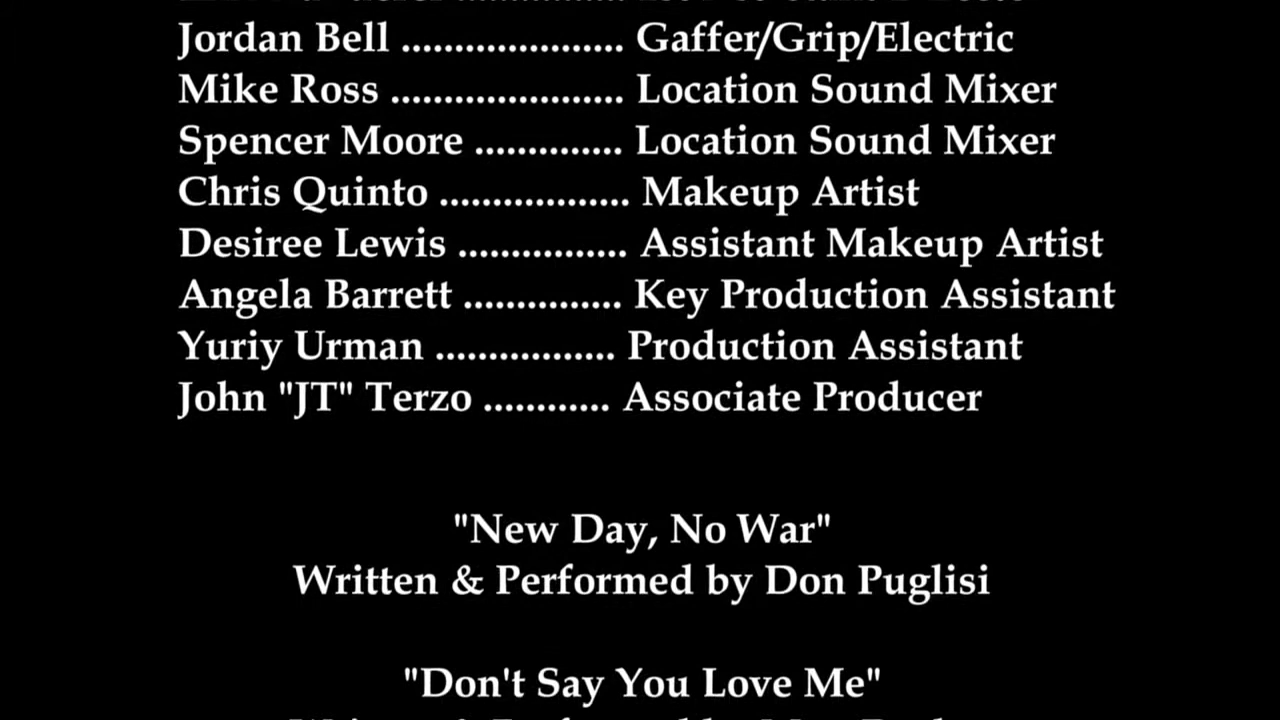 Jordan Bell ..................... Gaffer/Grip/Electric
Mike Ross ...................... Location Sound Mixer
Spencer Moore .............. Location Sound Mixer
Chris Quinto .................. Makeup Artist
Desiree Lewis ................ Assistant Makeup Artist
Angela Barrett ............... Key Production Assistant
Yuriy Urman ................. Production Assistant
John "JT" Terzo ............ Associate Producer
"New Day, No War"
Written & Performed by Don Puglisi
"Don't Say You Love Me"